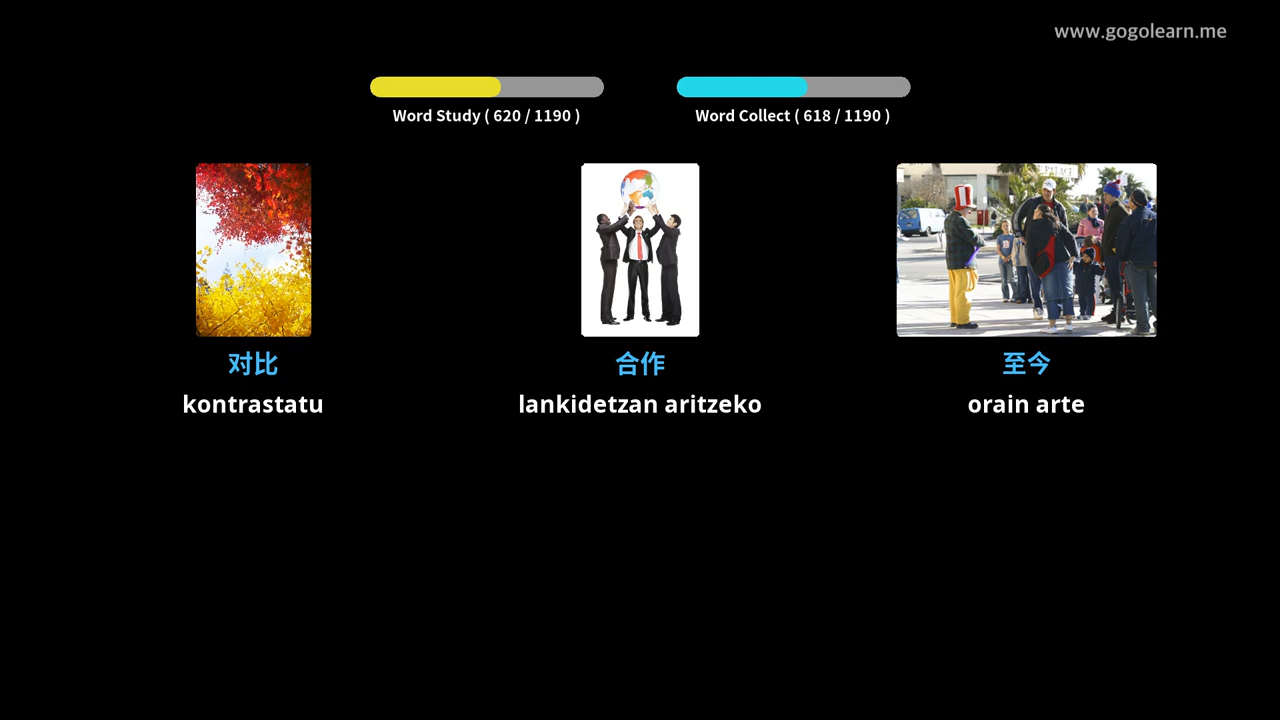 www.gogolearn.me
Word Study ( 620 / 1190 )
Word Collect ( 618 / 1190 )
对比
合作
至今
kontrastatu
lankidetzan aritzeko
orain arte